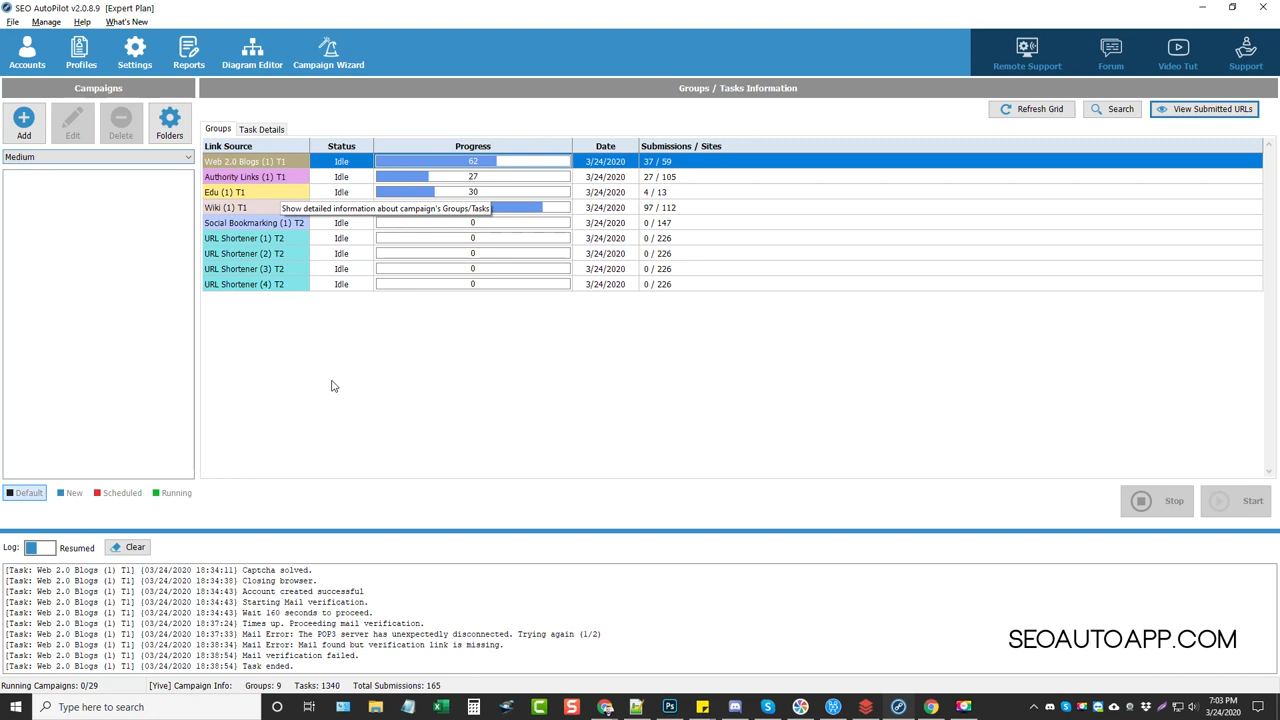 SEO AutoPilot v2.0.8.9 [Expert Plan]
File Manage Help What's New
Accounts Profiles Settings Reports Diagram Editor Campaign Wizard Remote Support Forum Video Tut Support
Campaigns Groups / Tasks Information
Add Edit Delete Folders
Refresh Grid Search View Submitted URLs
Groups Task Details
Medium
Link Source Status Progress Date Submissions / Sites
Web 2.0 Blogs (1) T1 Idle 62 3/24/2020 37 / 59
Authority Links (1) T1 Idle 27 3/24/2020 27 / 105
Edu (1) T1 Idle 30 3/24/2020 4 / 13
Wiki (1) T1 Show detailed information about campaign's Groups/Tasks 3/24/2020 97 / 112
Social Bookmarking (1) T2 Idle 0 3/24/2020 0 / 147
URL Shortener (1) T2 Idle 0 3/24/2020 0 / 226
URL Shortener (2) T2 Idle 0 3/24/2020 0 / 226
URL Shortener (3) T2 Idle 0 3/24/2020 0 / 226
URL Shortener (4) T2 Idle 0 3/24/2020 0 / 226
Default New Scheduled Running
Stop Start
Log: Resumed Clear
[Task: Web 2.0 Blogs (1) T1] {03/24/2020 18:34:11} Captcha solved.
[Task: Web 2.0 Blogs (1) T1] {03/24/2020 18:34:38} Closing browser.
[Task: Web 2.0 Blogs (1) T1] {03/24/2020 18:34:43} Account created successful
[Task: Web 2.0 Blogs (1) T1] {03/24/2020 18:34:43} Starting Mail verification.
[Task: Web 2.0 Blogs (1) T1] {03/24/2020 18:34:43} Wait 160 seconds to proceed.
[Task: Web 2.0 Blogs (1) T1] {03/24/2020 18:37:24} Times up. Proceeding mail verification.
[Task: Web 2.0 Blogs (1) T1] {03/24/2020 18:37:33} Mail Error: The POP3 server has unexpectedly disconnected. Trying again (1/2)
[Task: Web 2.0 Blogs (1) T1] {03/24/2020 18:38:34} Mail Error: Mail found but verification link is missing.
[Task: Web 2.0 Blogs (1) T1] {03/24/2020 18:38:54} Mail verification failed.
[Task: Web 2.0 Blogs (1) T1] {03/24/2020 18:38:54} Task ended.
SEOAUTOAPP.COM
Running Campaigns: 0/29 [Yive] Campaign Info: Groups: 9 Tasks: 1340 Total Submissions: 165
Type here to search
7:03 PM
3/24/2020